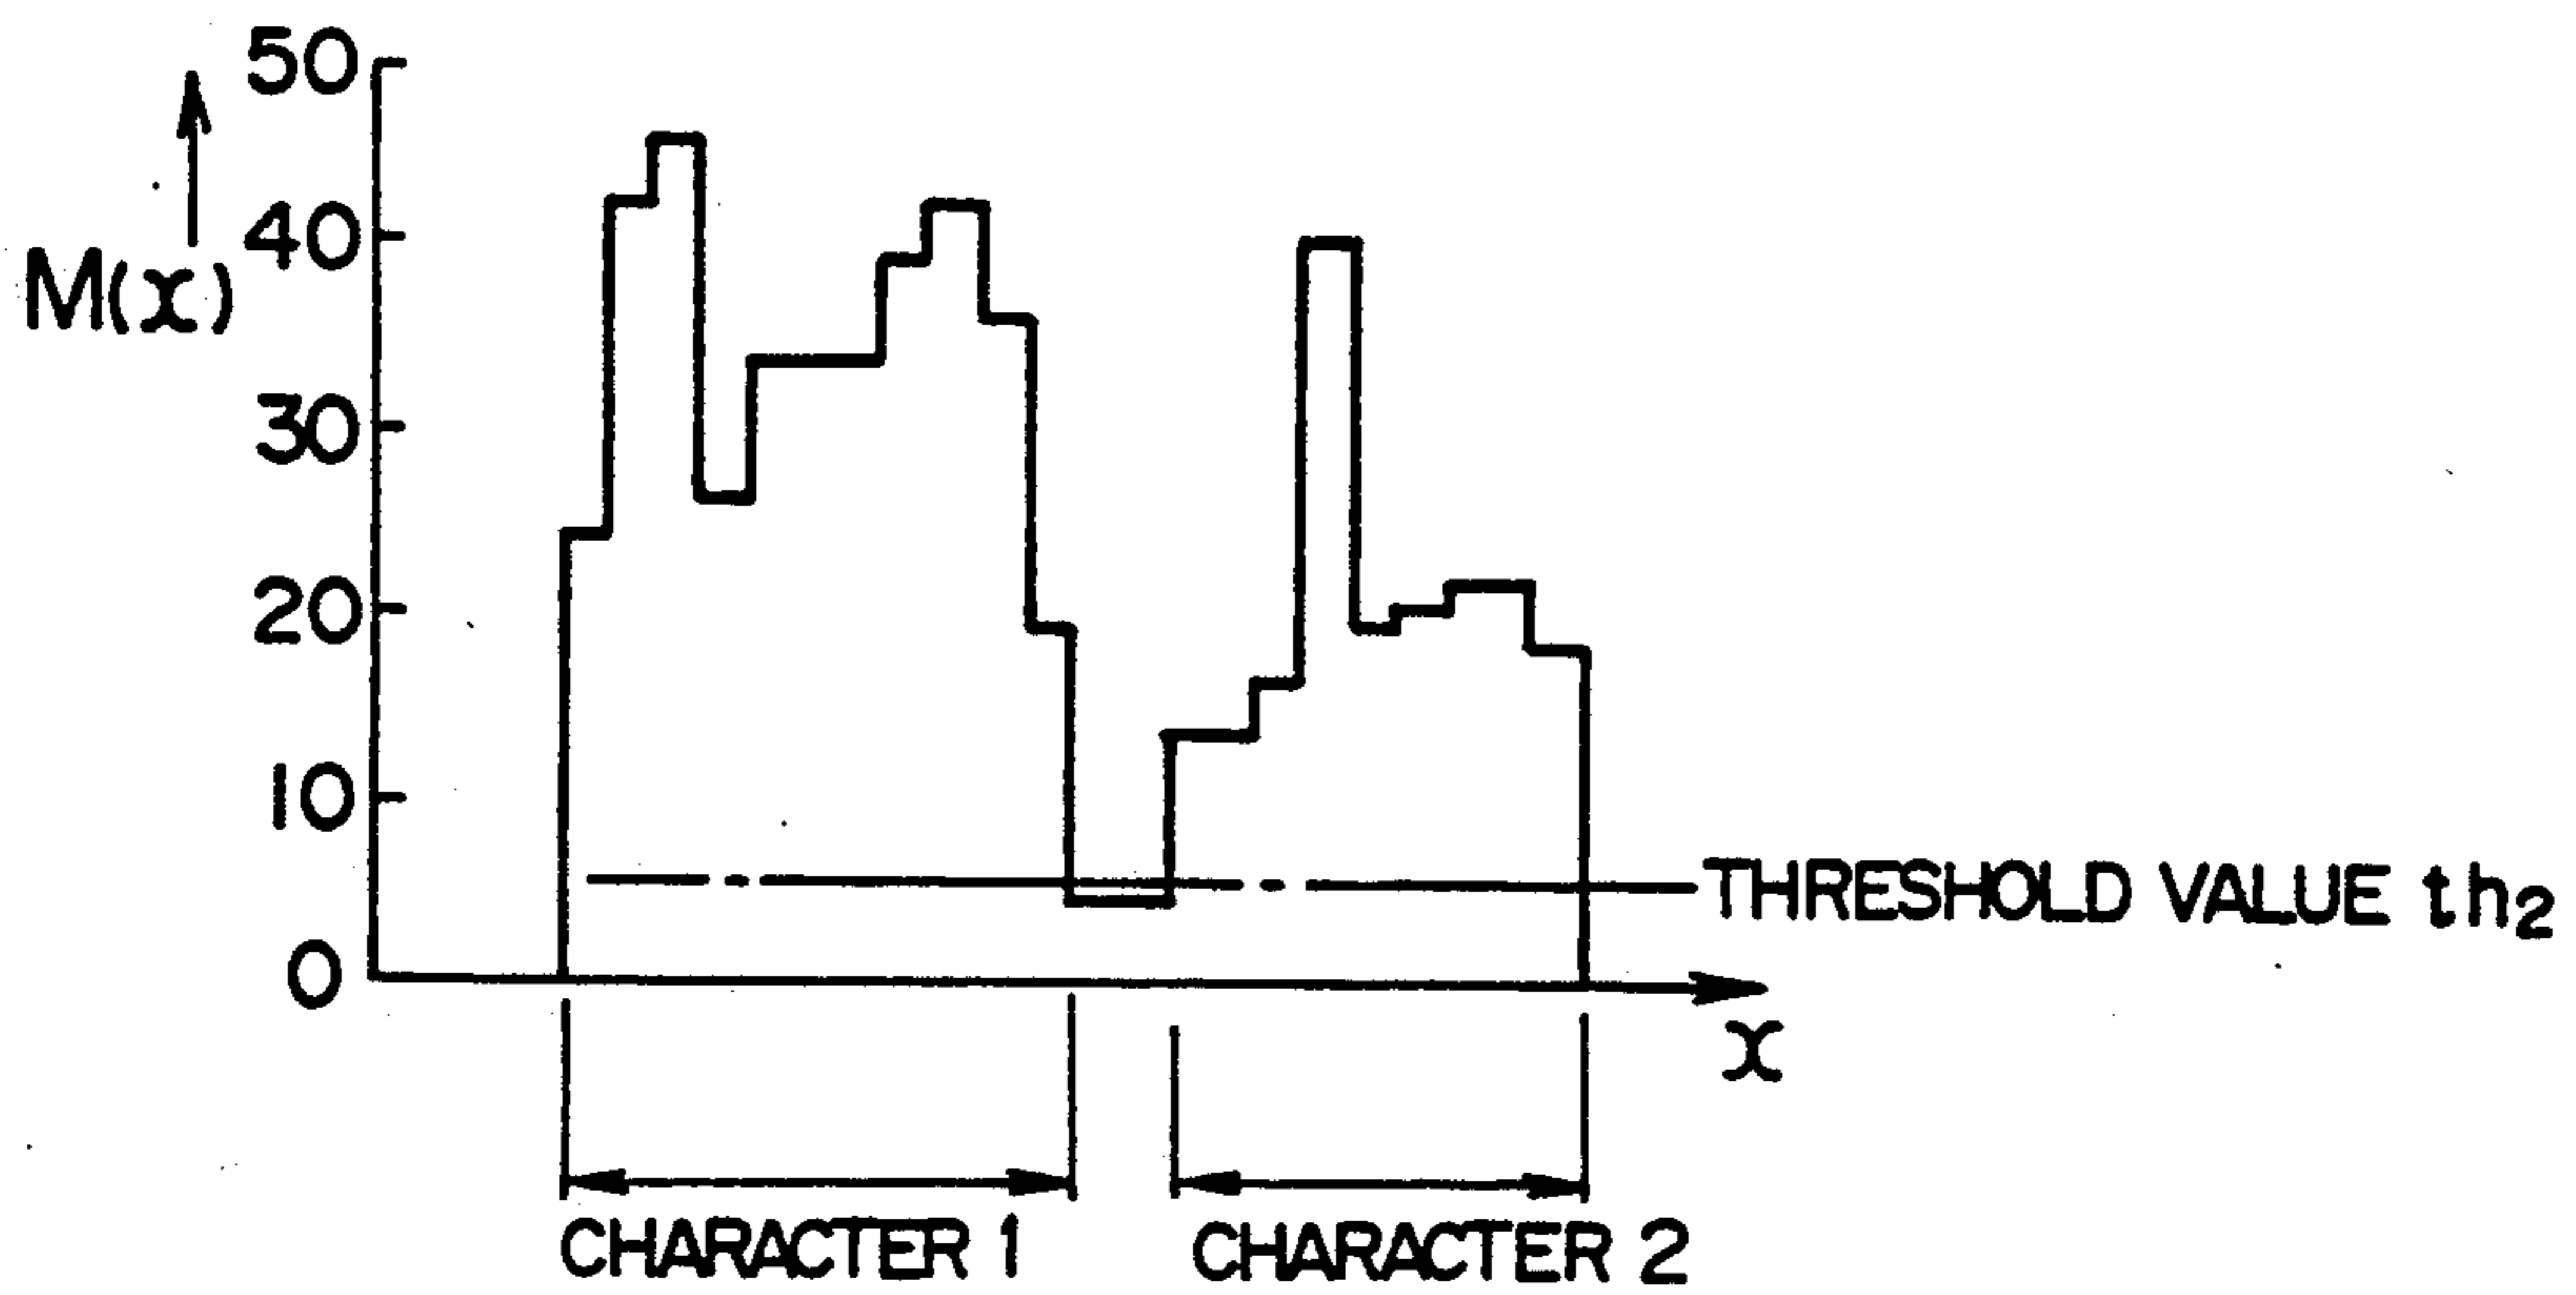 50
40
M(x)
30
20
10
THRESHOLD VALUE th2
0
x
CHARACTER 1 CHARACTER 2